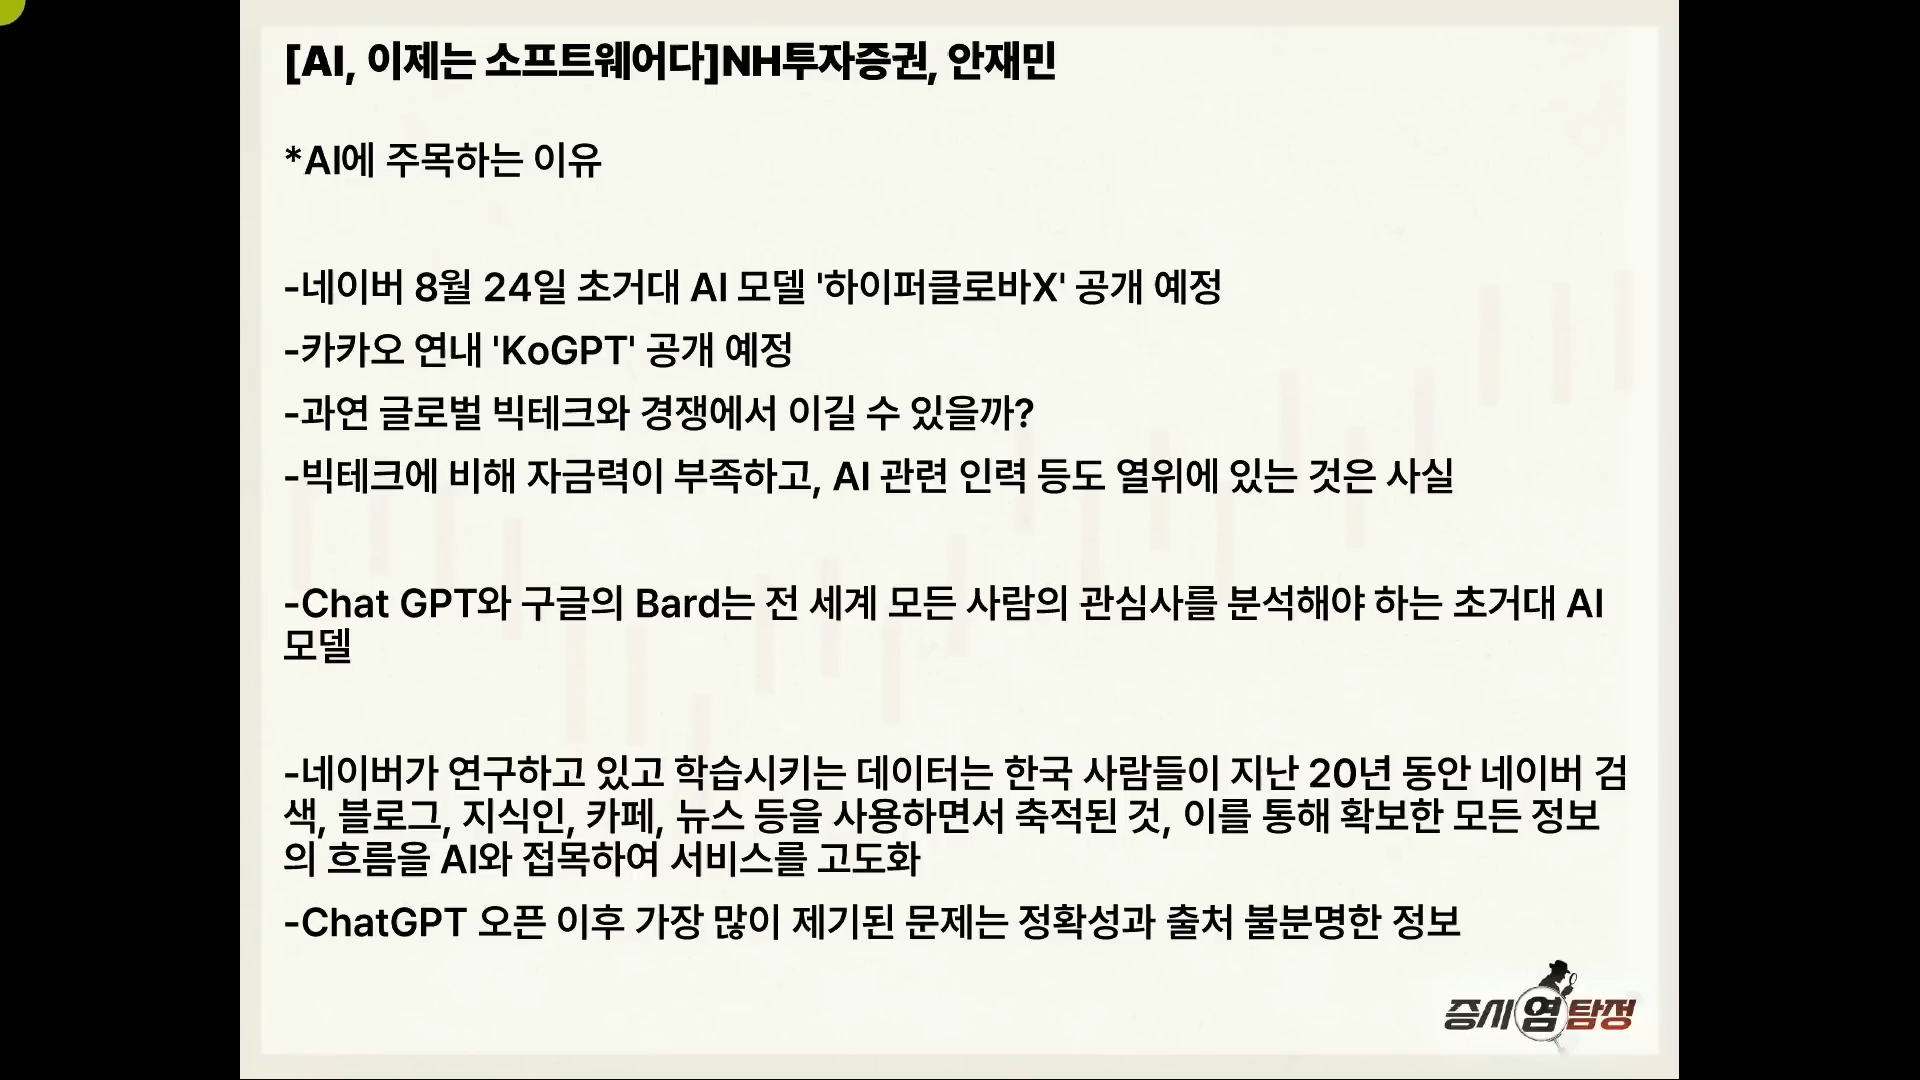 [AI, 이제는 소프트웨어다]NH투자증권, 안재민
*AI에 주목하는 이유
-네이버 8월 24일 초거대 AI 모델 '하이퍼클로바X' 공개 예정
-카카오 연내 'KoGPT' 공개 예정
-과연 글로벌 빅테크와 경쟁에서 이길 수 있을까?
-빅테크에 비해 자금력이 부족하고, AI 관련 인력 등도 열위에 있는 것은 사실
-Chat GPT와 구글의 Bard는 전 세계 모든 사람의 관심사를 분석해야 하는 초거대 AI
모델
-네이버가 연구하고 있고 학습시키는 데이터는 한국 사람들이 지난 20년 동안 네이버 검
색, 블로그, 지식인, 카페, 뉴스 등을 사용하면서 축적된 것, 이를 통해 확보한 모든 정보
의 흐름을 AI와 접목하여 서비스를 고도화
-ChatGPT 오픈 이후 가장 많이 제기된 문제는 정확성과 출처 불분명한 정보
증시 염 탐정